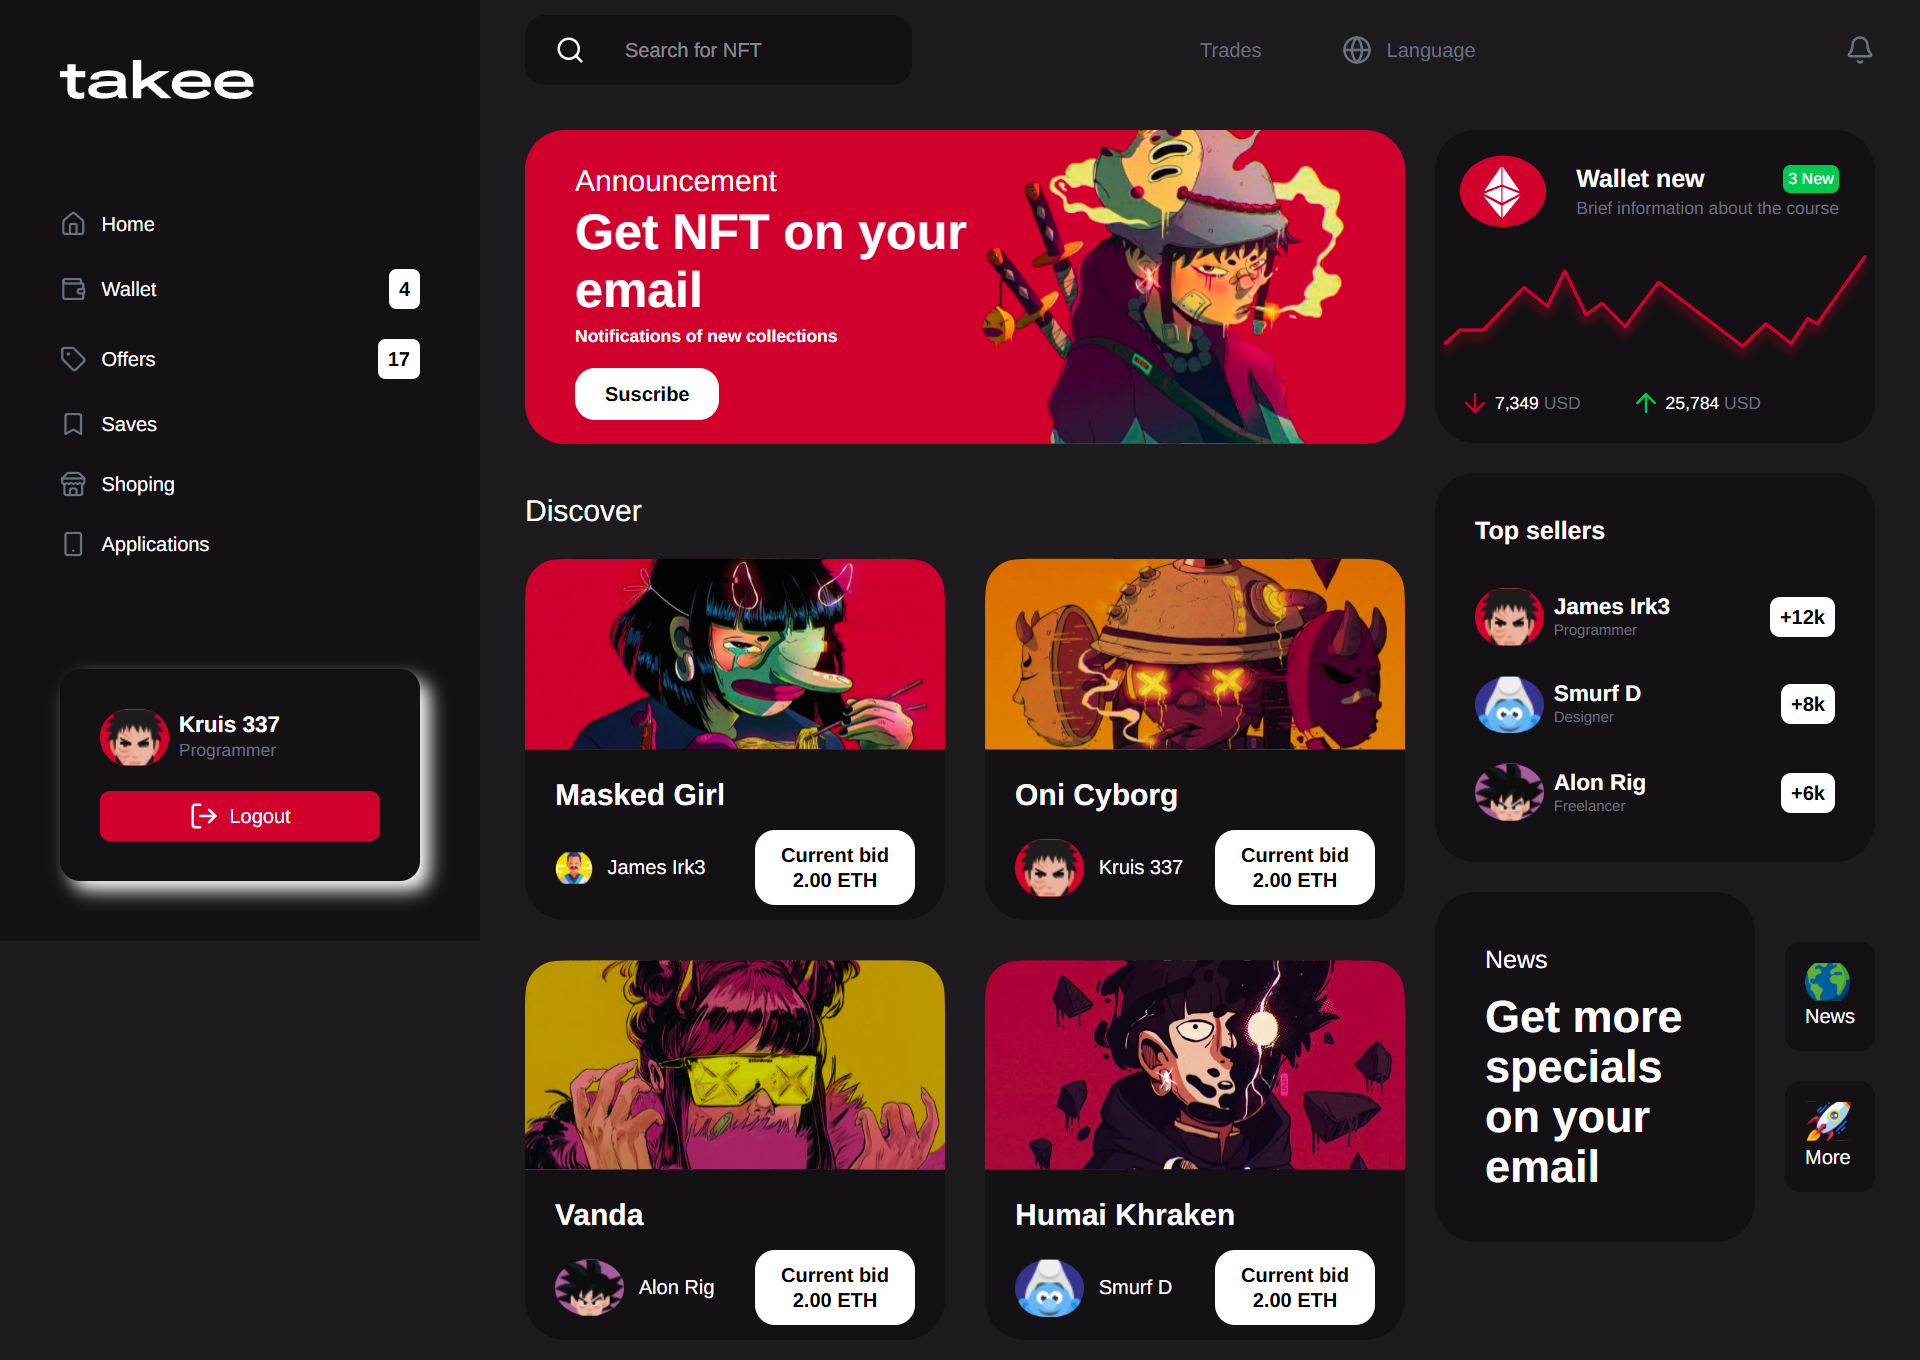 takee
Home
Wallet
4
Offers
17
Saves
Shoping
Applications
Kruis 337
Programmer
Logout
Search for NFT
Trades
Language
Announcement
Get NFT on your
email
Notifications of new collections
Suscribe
Discover
Masked Girl
James Irk3
Current bid
2.00 ETH
Oni Cyborg
Kruis 337
Current bid
2.00 ETH
Vanda
Alon Rig
Current bid
2.00 ETH
Humai Khraken
Smurf D
Current bid
2.00 ETH
Wallet new
3 New
Brief information about the course
7,349 USD
25,784 USD
Top sellers
James Irk3
Programmer
+12k
Smurf D
Designer
+8k
Alon Rig
Freelancer
+6k
News
Get more
specials
on your
email
News
More